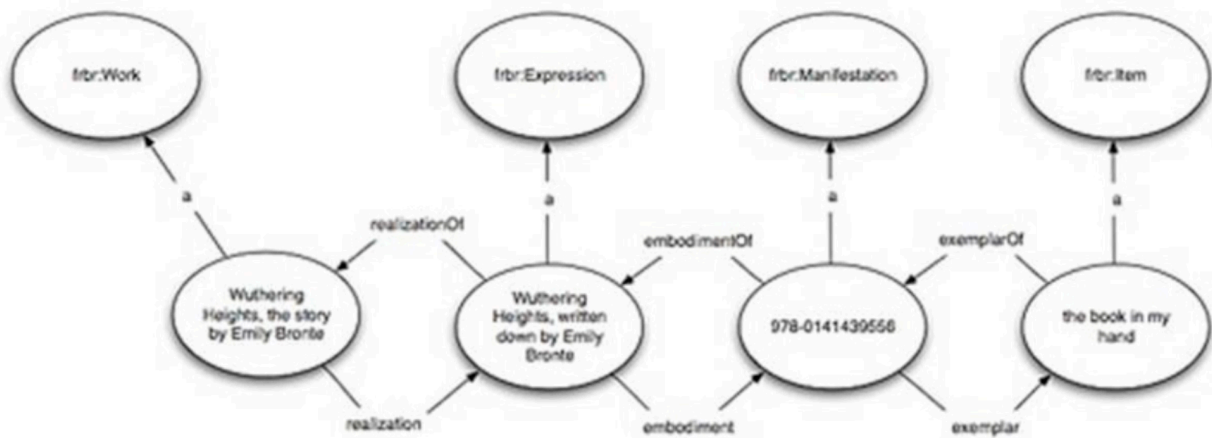 frbr:Work
frbr:Expression
frbr:Manifestation
frbr:Item
a
a
a
a
realizationOf
embodimentOf
exemplarOf
Wuthering
Heights, the story
by Emily Bronte
Wuthering
Heights, written
down by Emily
Bronte
978-0141439556
the book in my
hand
realization
embodiment
exemplar